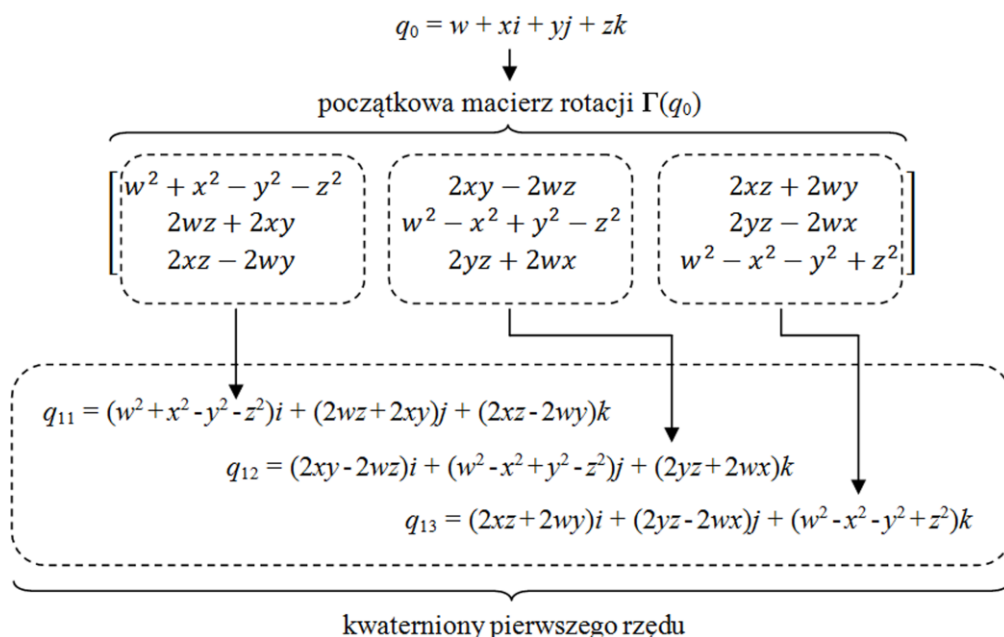 q₀ = w + xi + yj + zk
początkowa macierz rotacji Γ(q₀)
w² + x² − y² − z² 2xy − 2wz 2xz + 2wy
2wz + 2xy w² − x² + y² − z² 2yz − 2wx
2xz − 2wy 2yz + 2wx w² − x² − y² + z²
q₁₁ = (w²+x²-y²-z²)i + (2wz+2xy)j + (2xz-2wy)k
q₁₂ = (2xy-2wz)i + (w²-x²+y²-z²)j + (2yz+2wx)k
q₁₃ = (2xz+2wy)i + (2yz-2wx)j + (w²-x²-y²+z²)k
kwaterniony pierwszego rzędu